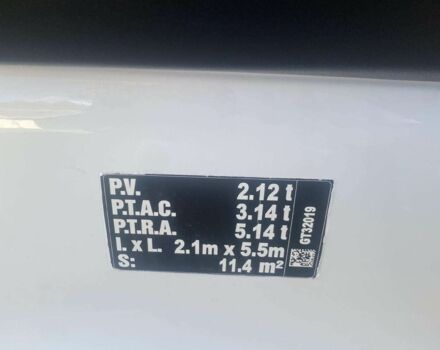 P.V. 2.12 t
P.T.A.C. 3.14 t
P.T.R.A. 5.14 t
l. x L. 2.1m x 5.5m
S: 11.4 m²
GT32019